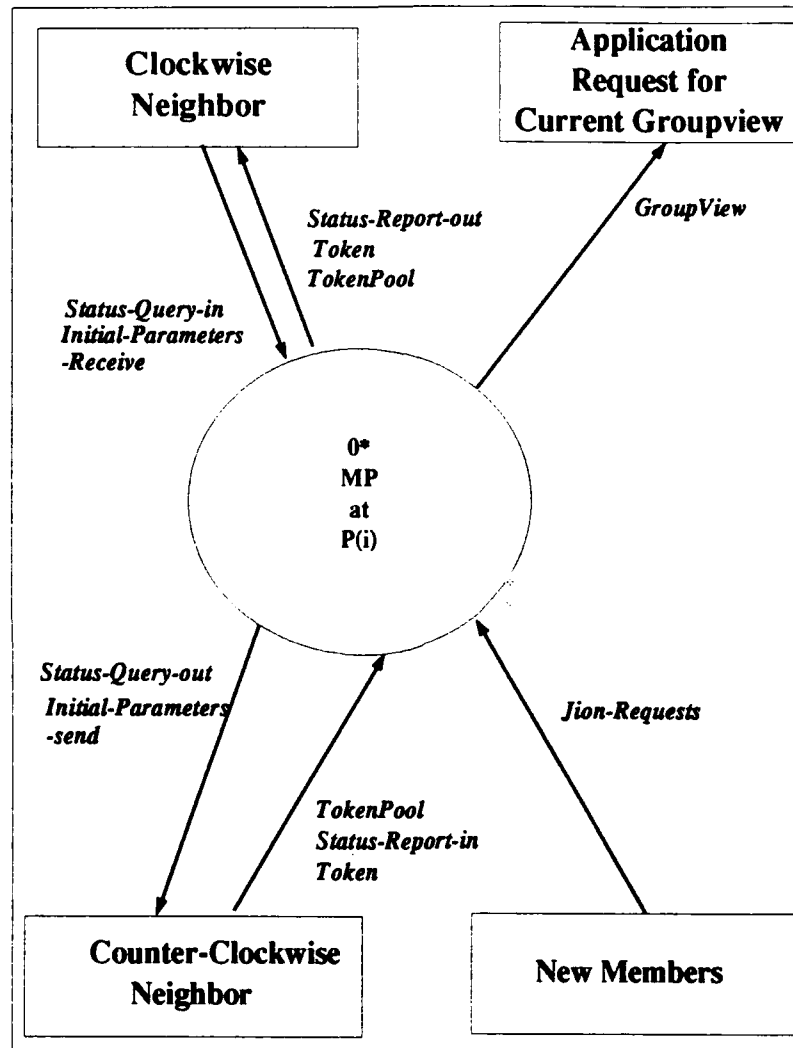 Clockwise
Neighbor
Application
Request for
Current Groupview
Status-Report-out
Token
TokenPool
GroupView
Status-Query-in
Initial-Parameters
-Receive
0*
MP
at
P(i)
Status-Query-out
Initial-Parameters
-send
Jion-Requests
TokenPool
Status-Report-in
Token
Counter-Clockwise
Neighbor
New Members